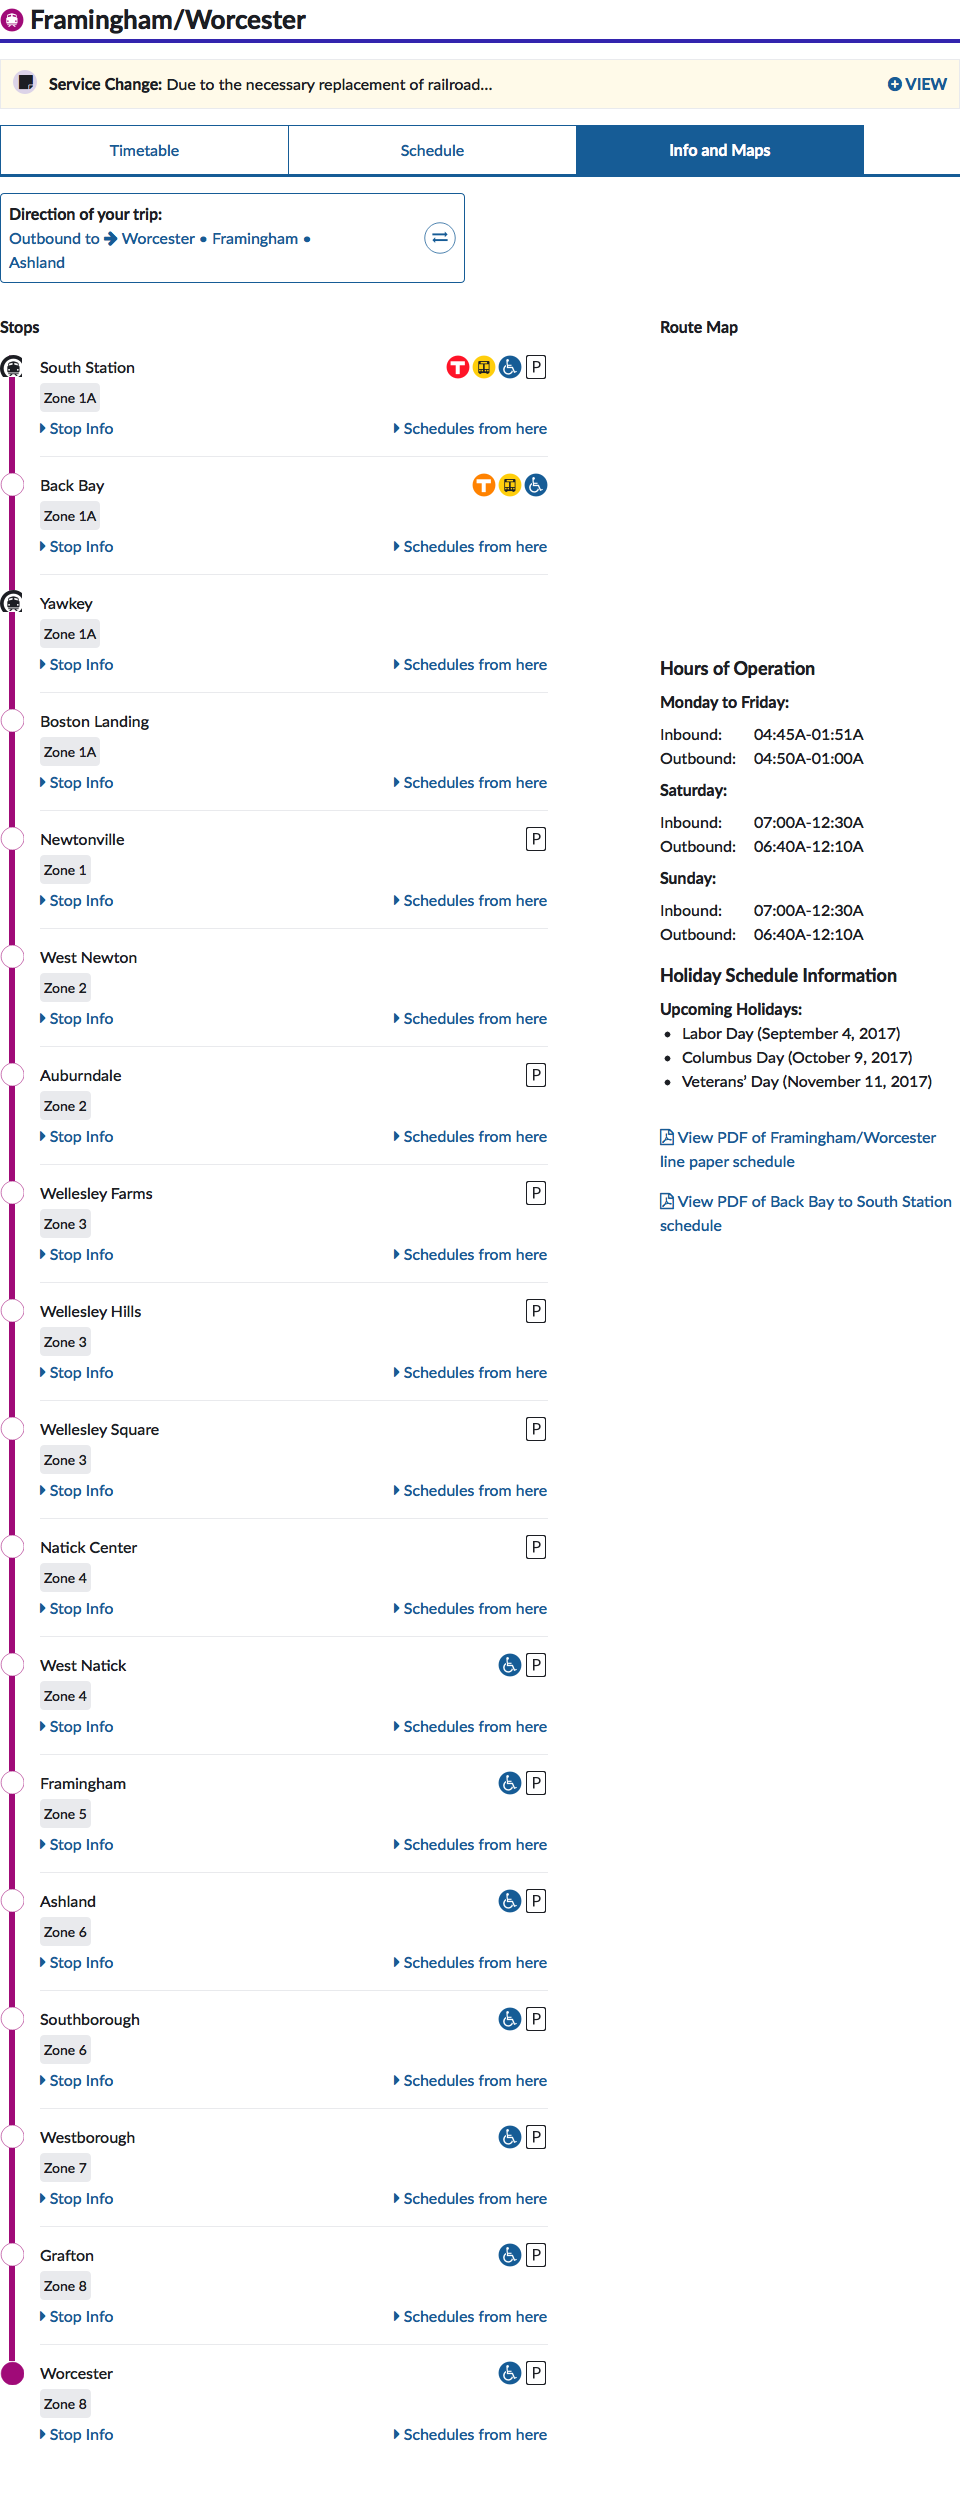 Framingham/Worcester
Service Change: Due to the necessary replacement of railroad...
VIEW
Timetable
Schedule
Info and Maps
Direction of your trip:
Outbound to Worcester • Framingham •
Ashland
Stops
South Station
T P
Zone 1A
Stop Info
Schedules from here
Back Bay
T
Zone 1A
Stop Info
Schedules from here
Yawkey
Zone 1A
Stop Info
Schedules from here
Boston Landing
Zone 1A
Stop Info
Schedules from here
Newtonville
P
Zone 1
Stop Info
Schedules from here
West Newton
Zone 2
Stop Info
Schedules from here
Auburndale
P
Zone 2
Stop Info
Schedules from here
Wellesley Farms
P
Zone 3
Stop Info
Schedules from here
Wellesley Hills
P
Zone 3
Stop Info
Schedules from here
Wellesley Square
P
Zone 3
Stop Info
Schedules from here
Natick Center
P
Zone 4
Stop Info
Schedules from here
West Natick
P
Zone 4
Stop Info
Schedules from here
Framingham
P
Zone 5
Stop Info
Schedules from here
Ashland
P
Zone 6
Stop Info
Schedules from here
Southborough
P
Zone 6
Stop Info
Schedules from here
Westborough
P
Zone 7
Stop Info
Schedules from here
Grafton
P
Zone 8
Stop Info
Schedules from here
Worcester
P
Zone 8
Stop Info
Schedules from here
Route Map
Hours of Operation
Monday to Friday:
Inbound: 04:45A-01:51A
Outbound: 04:50A-01:00A
Saturday:
Inbound: 07:00A-12:30A
Outbound: 06:40A-12:10A
Sunday:
Inbound: 07:00A-12:30A
Outbound: 06:40A-12:10A
Holiday Schedule Information
Upcoming Holidays:
• Labor Day (September 4, 2017)
• Columbus Day (October 9, 2017)
• Veterans’ Day (November 11, 2017)
View PDF of Framingham/Worcester
line paper schedule
View PDF of Back Bay to South Station
schedule